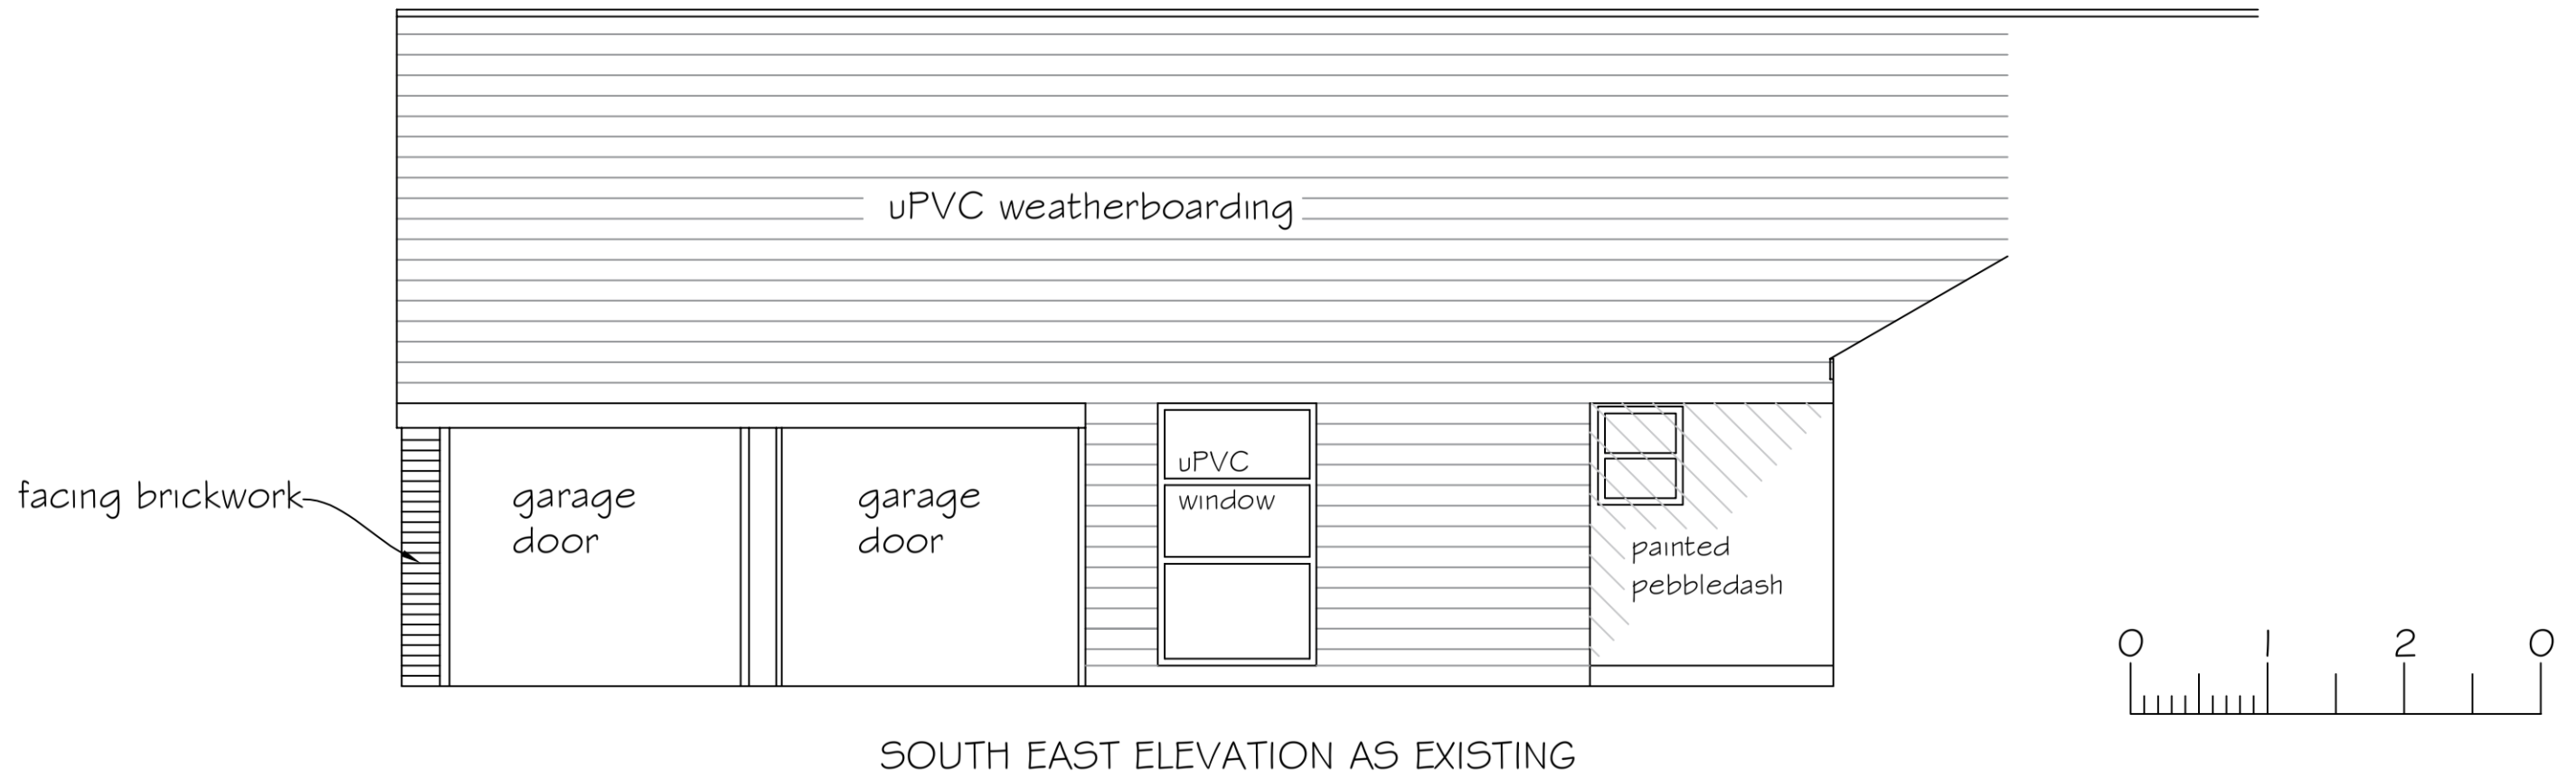 uPVC weatherboarding
facing brickwork
garage
door
garage
door
uPVC
window
painted
pebbledash
0 1 2 0
SOUTH EAST ELEVATION AS EXISTING